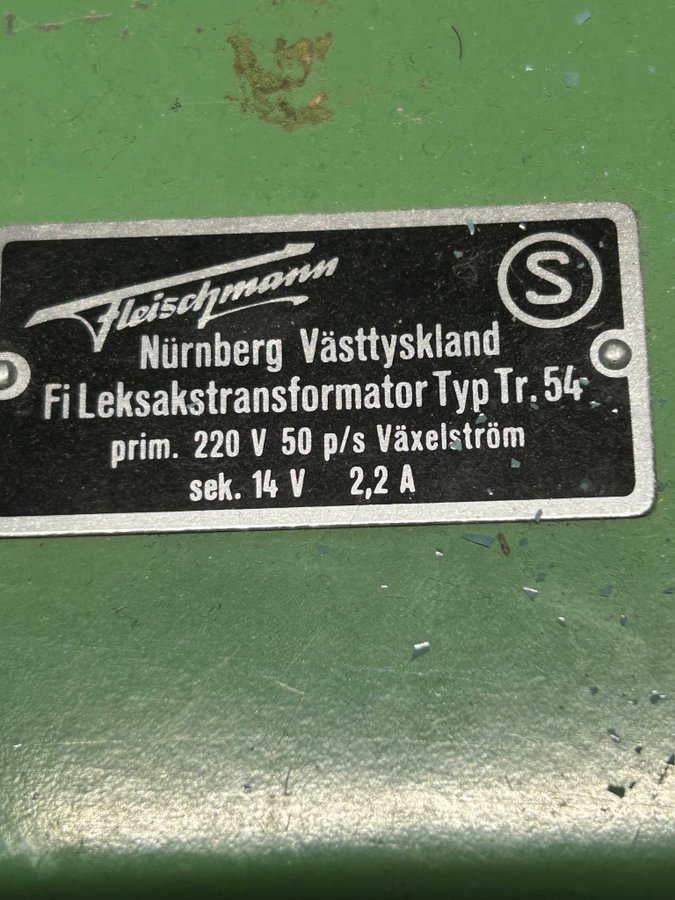 Fleischmann
S
Nürnberg Västtyskland
Fi Leksakstransformator Typ Tr. 54
prim. 220 V 50 p/s Växelström
sek. 14 V 2,2 A